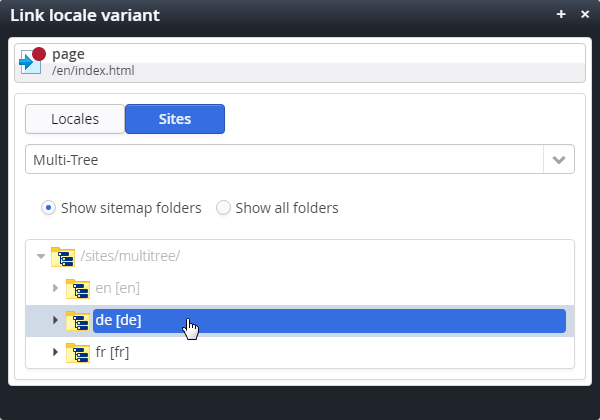 Link locale variant
page
/en/index.html
Locales
Sites
Multi-Tree
Show sitemap folders
Show all folders
/sites/multitree/
en [en]
de [de]
fr [fr]